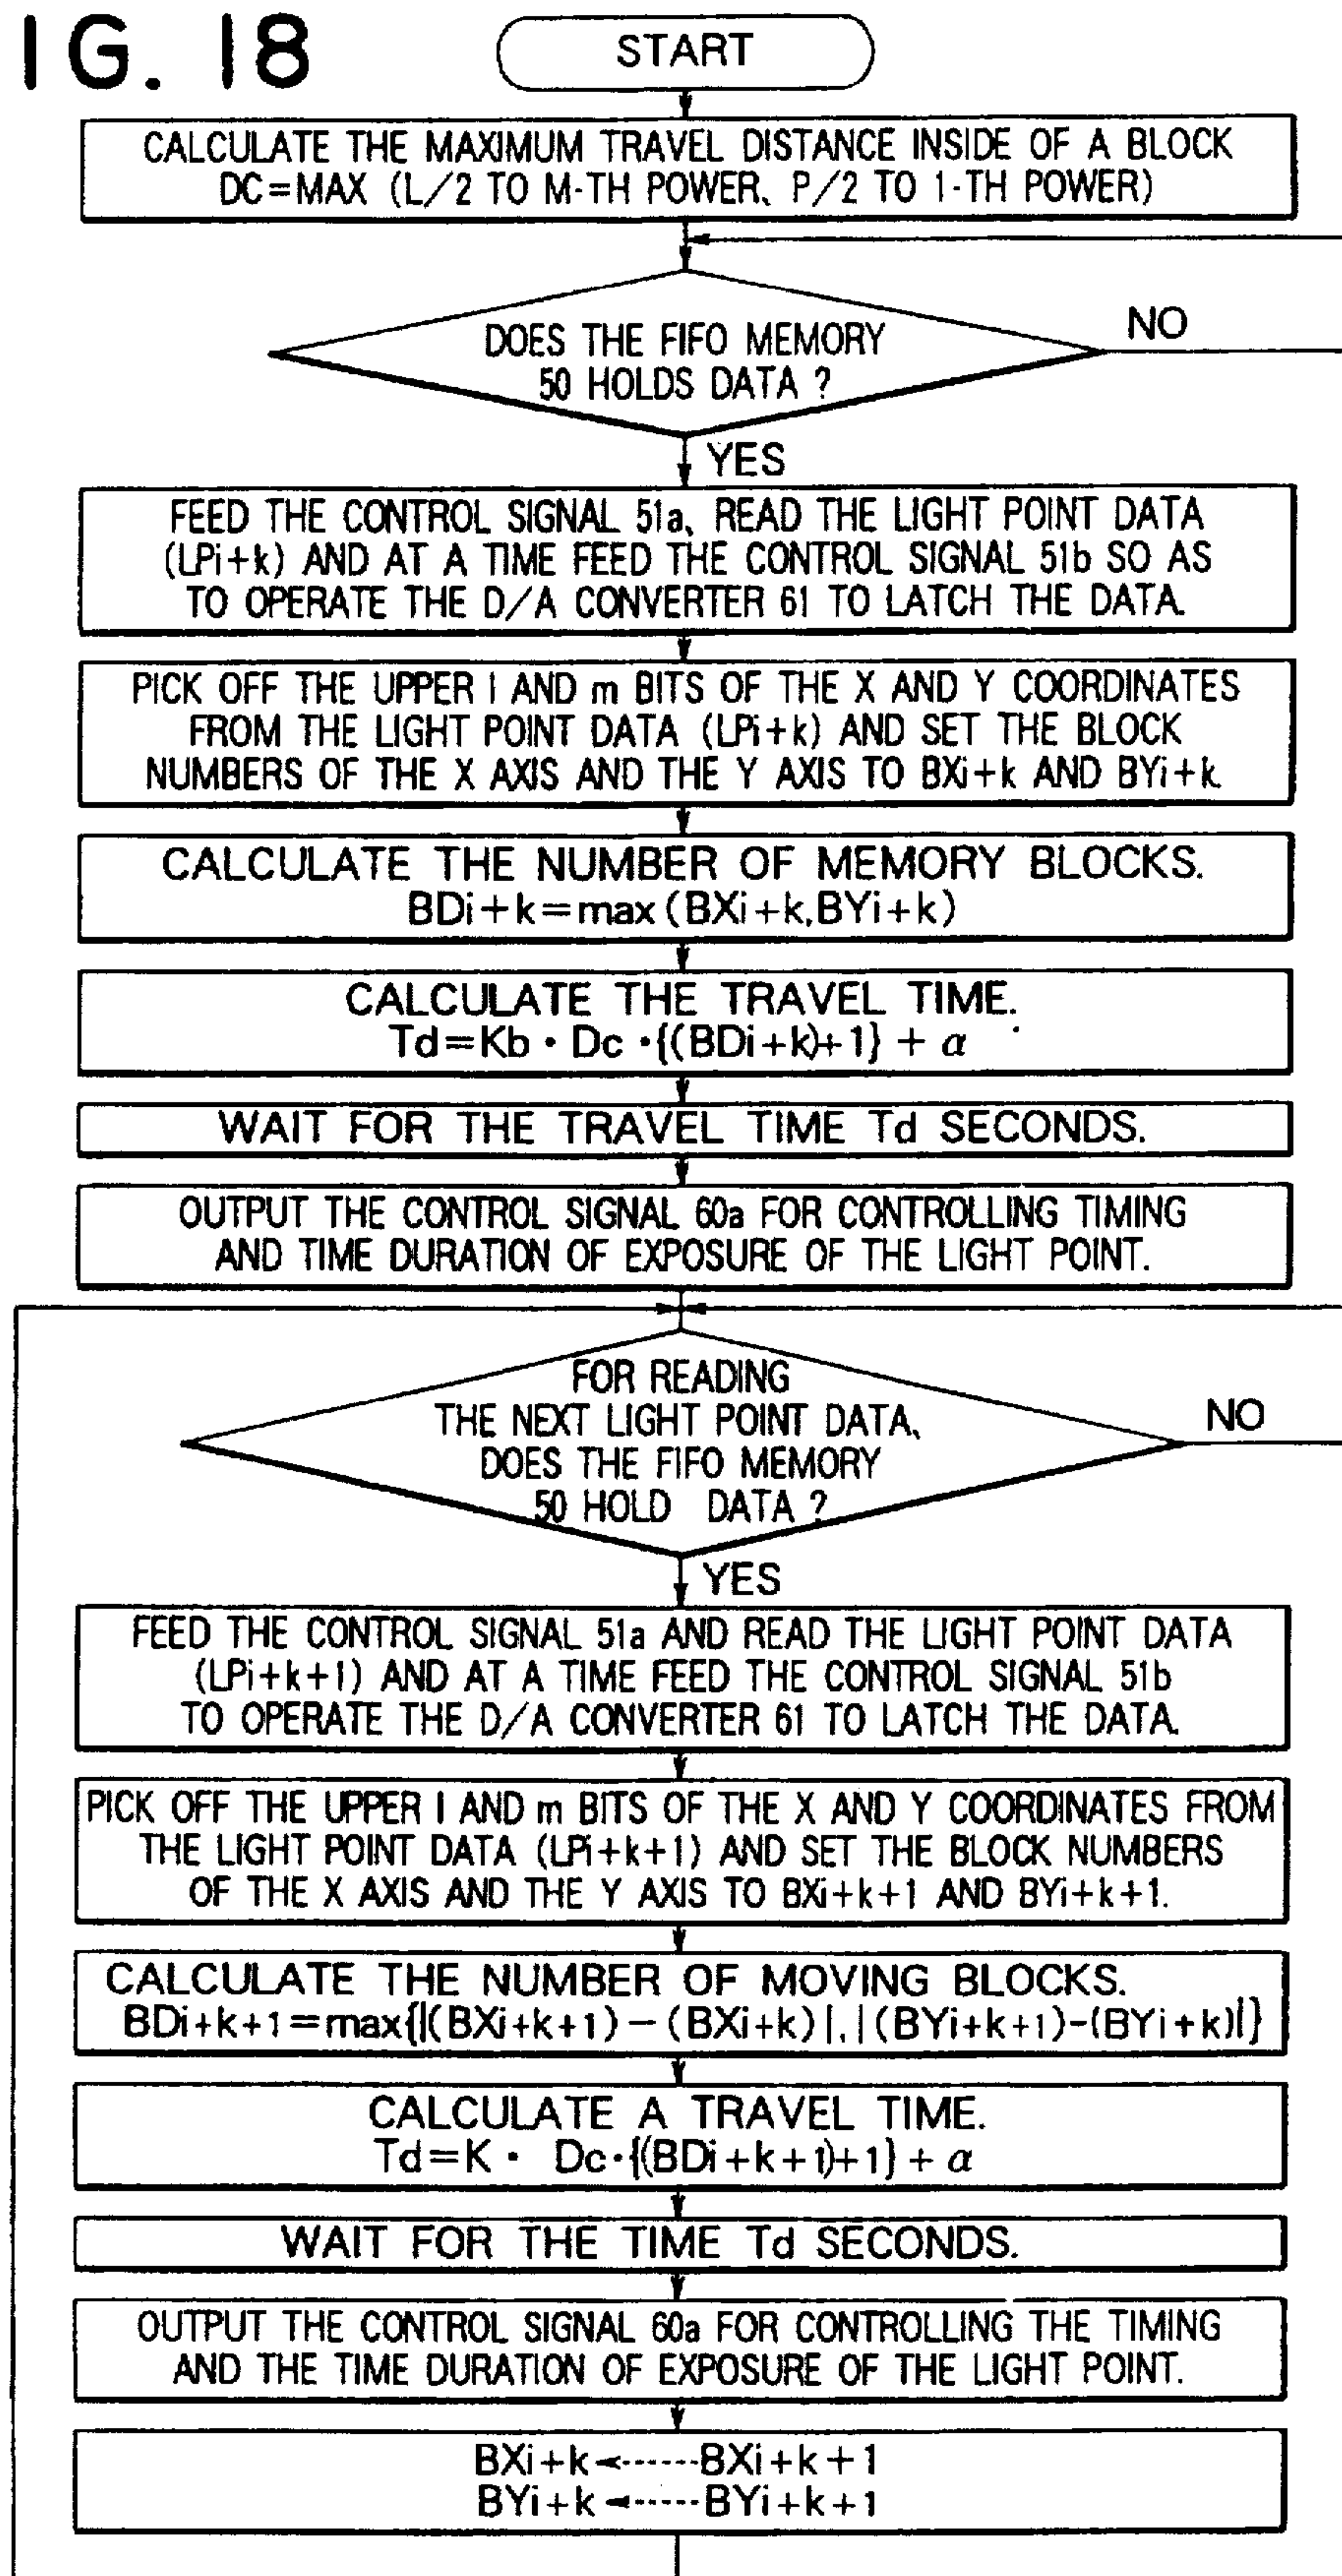 IG. 18
START
CALCULATE THE MAXIMUM TRAVEL DISTANCE INSIDE OF A BLOCK
DC=MAX (L/2 TO M-TH POWER, P/2 TO 1-TH POWER)
DOES THE FIFO MEMORY
50 HOLDS DATA ?
NO
YES
FEED THE CONTROL SIGNAL 51a, READ THE LIGHT POINT DATA
(LPi+k) AND AT A TIME FEED THE CONTROL SIGNAL 51b SO AS
TO OPERATE THE D/A CONVERTER 61 TO LATCH THE DATA.
PICK OFF THE UPPER l AND m BITS OF THE X AND Y COORDINATES
FROM THE LIGHT POINT DATA (LPi+k) AND SET THE BLOCK
NUMBERS OF THE X AXIS AND THE Y AXIS TO BXi+k AND BYi+k.
CALCULATE THE NUMBER OF MEMORY BLOCKS.
BDi+k=max(BXi+k,BYi+k)
CALCULATE THE TRAVEL TIME.
Td=Kb・Dc・{(BDi+k)+1} + α
WAIT FOR THE TRAVEL TIME Td SECONDS.
OUTPUT THE CONTROL SIGNAL 60a FOR CONTROLLING TIMING
AND TIME DURATION OF EXPOSURE OF THE LIGHT POINT.
FOR READING
THE NEXT LIGHT POINT DATA,
DOES THE FIFO MEMORY
50 HOLD DATA ?
NO
YES
FEED THE CONTROL SIGNAL 51a AND READ THE LIGHT POINT DATA
(LPi+k+1) AND AT A TIME FEED THE CONTROL SIGNAL 51b
TO OPERATE THE D/A CONVERTER 61 TO LATCH THE DATA.
PICK OFF THE UPPER l AND m BITS OF THE X AND Y COORDINATES FROM
THE LIGHT POINT DATA (LPi+k+1) AND SET THE BLOCK NUMBERS
OF THE X AXIS AND THE Y AXIS TO BXi+k+1 AND BYi+k+1.
CALCULATE THE NUMBER OF MOVING BLOCKS.
BDi+k+1=max{|(BXi+k+1)-(BXi+k)|,|(BYi+k+1)-(BYi+k)|}
CALCULATE A TRAVEL TIME.
Td=K・ Dc・{(BDi+k+1)+1} + α
WAIT FOR THE TIME Td SECONDS.
OUTPUT THE CONTROL SIGNAL 60a FOR CONTROLLING THE TIMING
AND THE TIME DURATION OF EXPOSURE OF THE LIGHT POINT.
BXi+k◄------BXi+k+1
BYi+k◄-----BYi+k+1